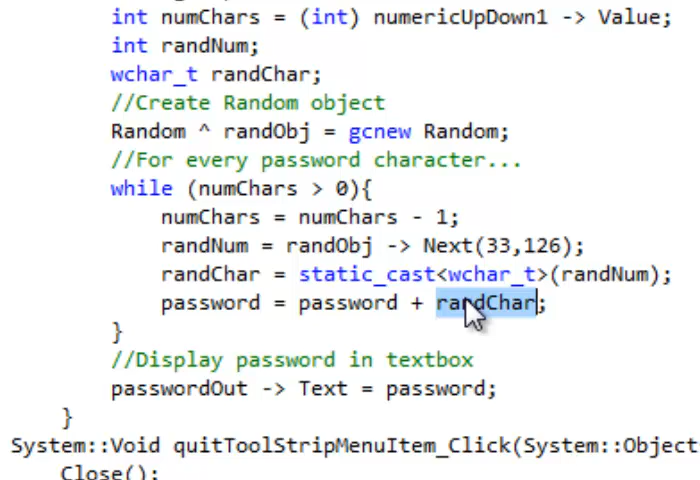 int numChars = (int) numericUpDown1 -> Value;
int randNum;
wchar_t randChar;
//Create Random object
Random ^ randObj = gcnew Random;
//For every password character...
while (numChars > 0){
numChars = numChars - 1;
randNum = randObj -> Next(33,126);
randChar = static_cast<wchar_t>(randNum);
password = password + randChar;
}
//Display password in textbox
passwordOut -> Text = password;
}
System::Void quitToolStripMenuItem_Click(System::Object
Close();